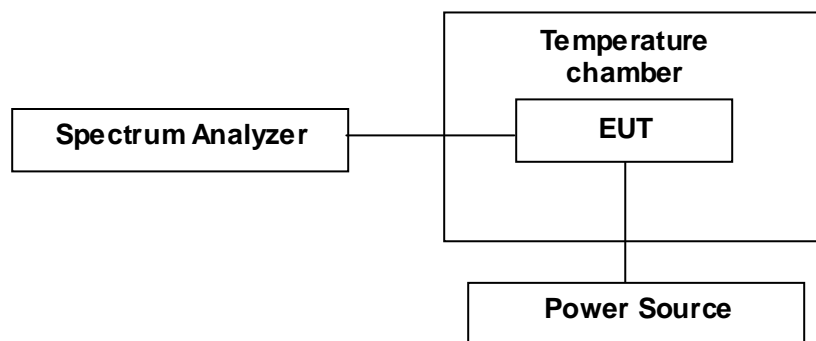 Temperature
chamber
Spectrum Analyzer
EUT
Power Source